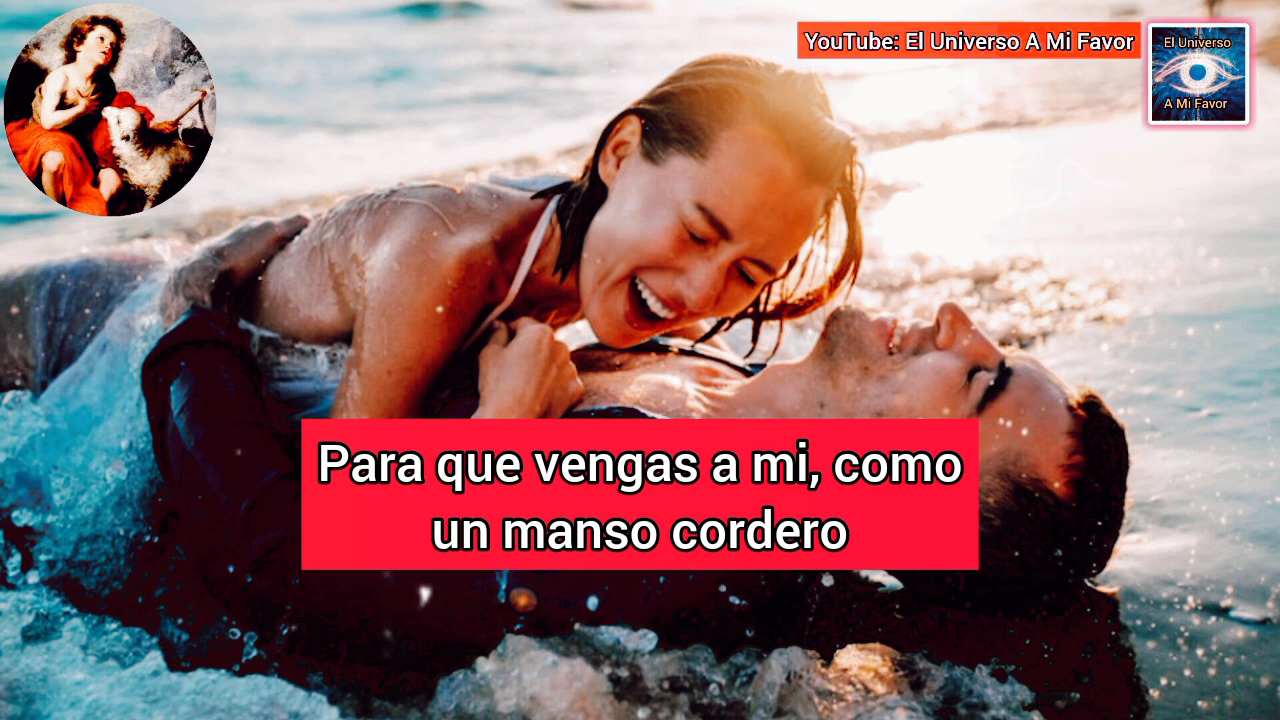 YouTube: El Universo A Mi Favor
El Universo
A Mi Favor
Para que vengas a mi, como
un manso cordero